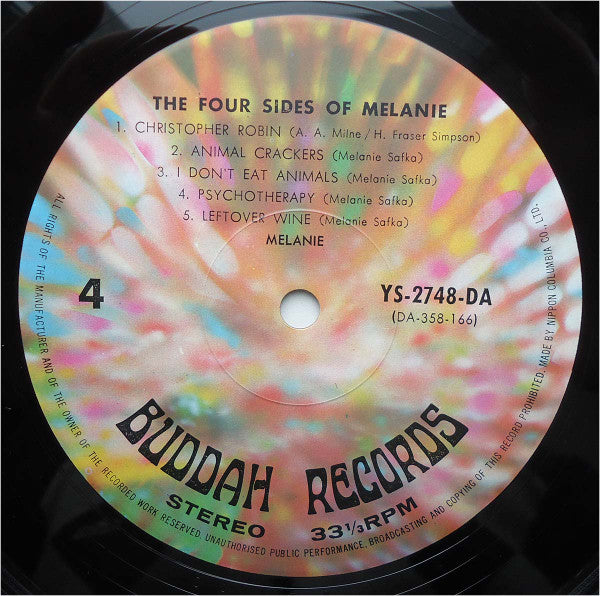 THE FOUR SIDES OF MELANIE
1. CHRISTOPHER ROBIN (A. A. Milne / H. Fraser Simpson)
2. ANIMAL CRACKERS (Melanie Safka)
3. I DON'T EAT ANIMALS (Melanie Safka)
4. PSYCHOTHERAPY (Melanie Safka)
5. LEFTOVER WINE (Melanie Safka)
MELANIE
4
YS-2748-DA
(DA-358-166)
BUDDAH RECORDS
STEREO
33⅓RPM
ALL RIGHTS OF THE MANUFACTURER AND OF THE OWNER OF THE RECORDED WORK RESERVED. UNAUTHORISED PUBLIC PERFORMANCE, BROADCASTING AND COPYING OF THIS RECORD PROHIBITED. MADE BY NIPPON COLUMBIA CO., LTD.